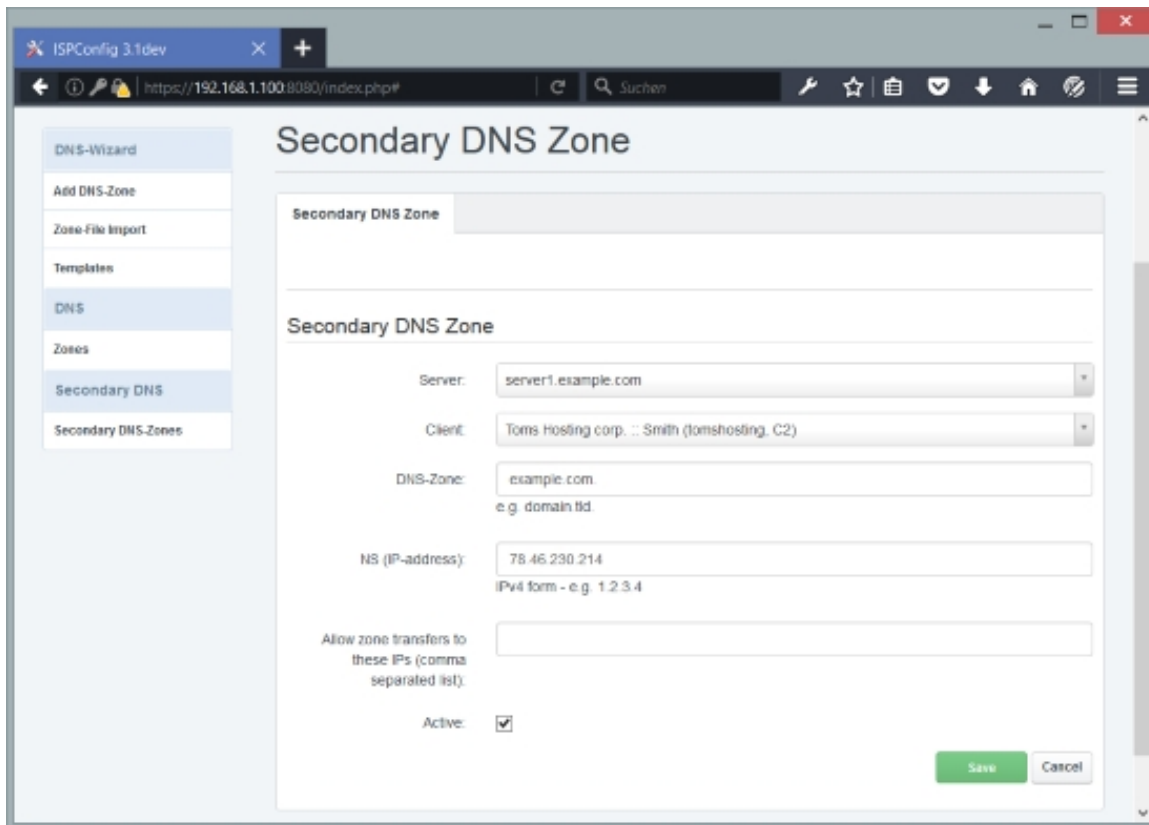 ISPConfig 3.1dev
https://192.168.1.100:8080/index.php#
Suchen
DNS-Wizard
Add DNS-Zone
Zone-File Import
Templates
DNS
Zones
Secondary DNS
Secondary DNS-Zones
Secondary DNS Zone
Secondary DNS Zone
Secondary DNS Zone
Server:
server1.example.com
Client:
Toms Hosting corp. :: Smith (tomshosting, C2)
DNS-Zone:
example.com.
e.g. domain.tld.
NS (IP-address):
78.46.230.214
IPv4 form - e.g. 1.2.3.4
Allow zone transfers to
these IPs (comma
separated list):
Active:
Save
Cancel